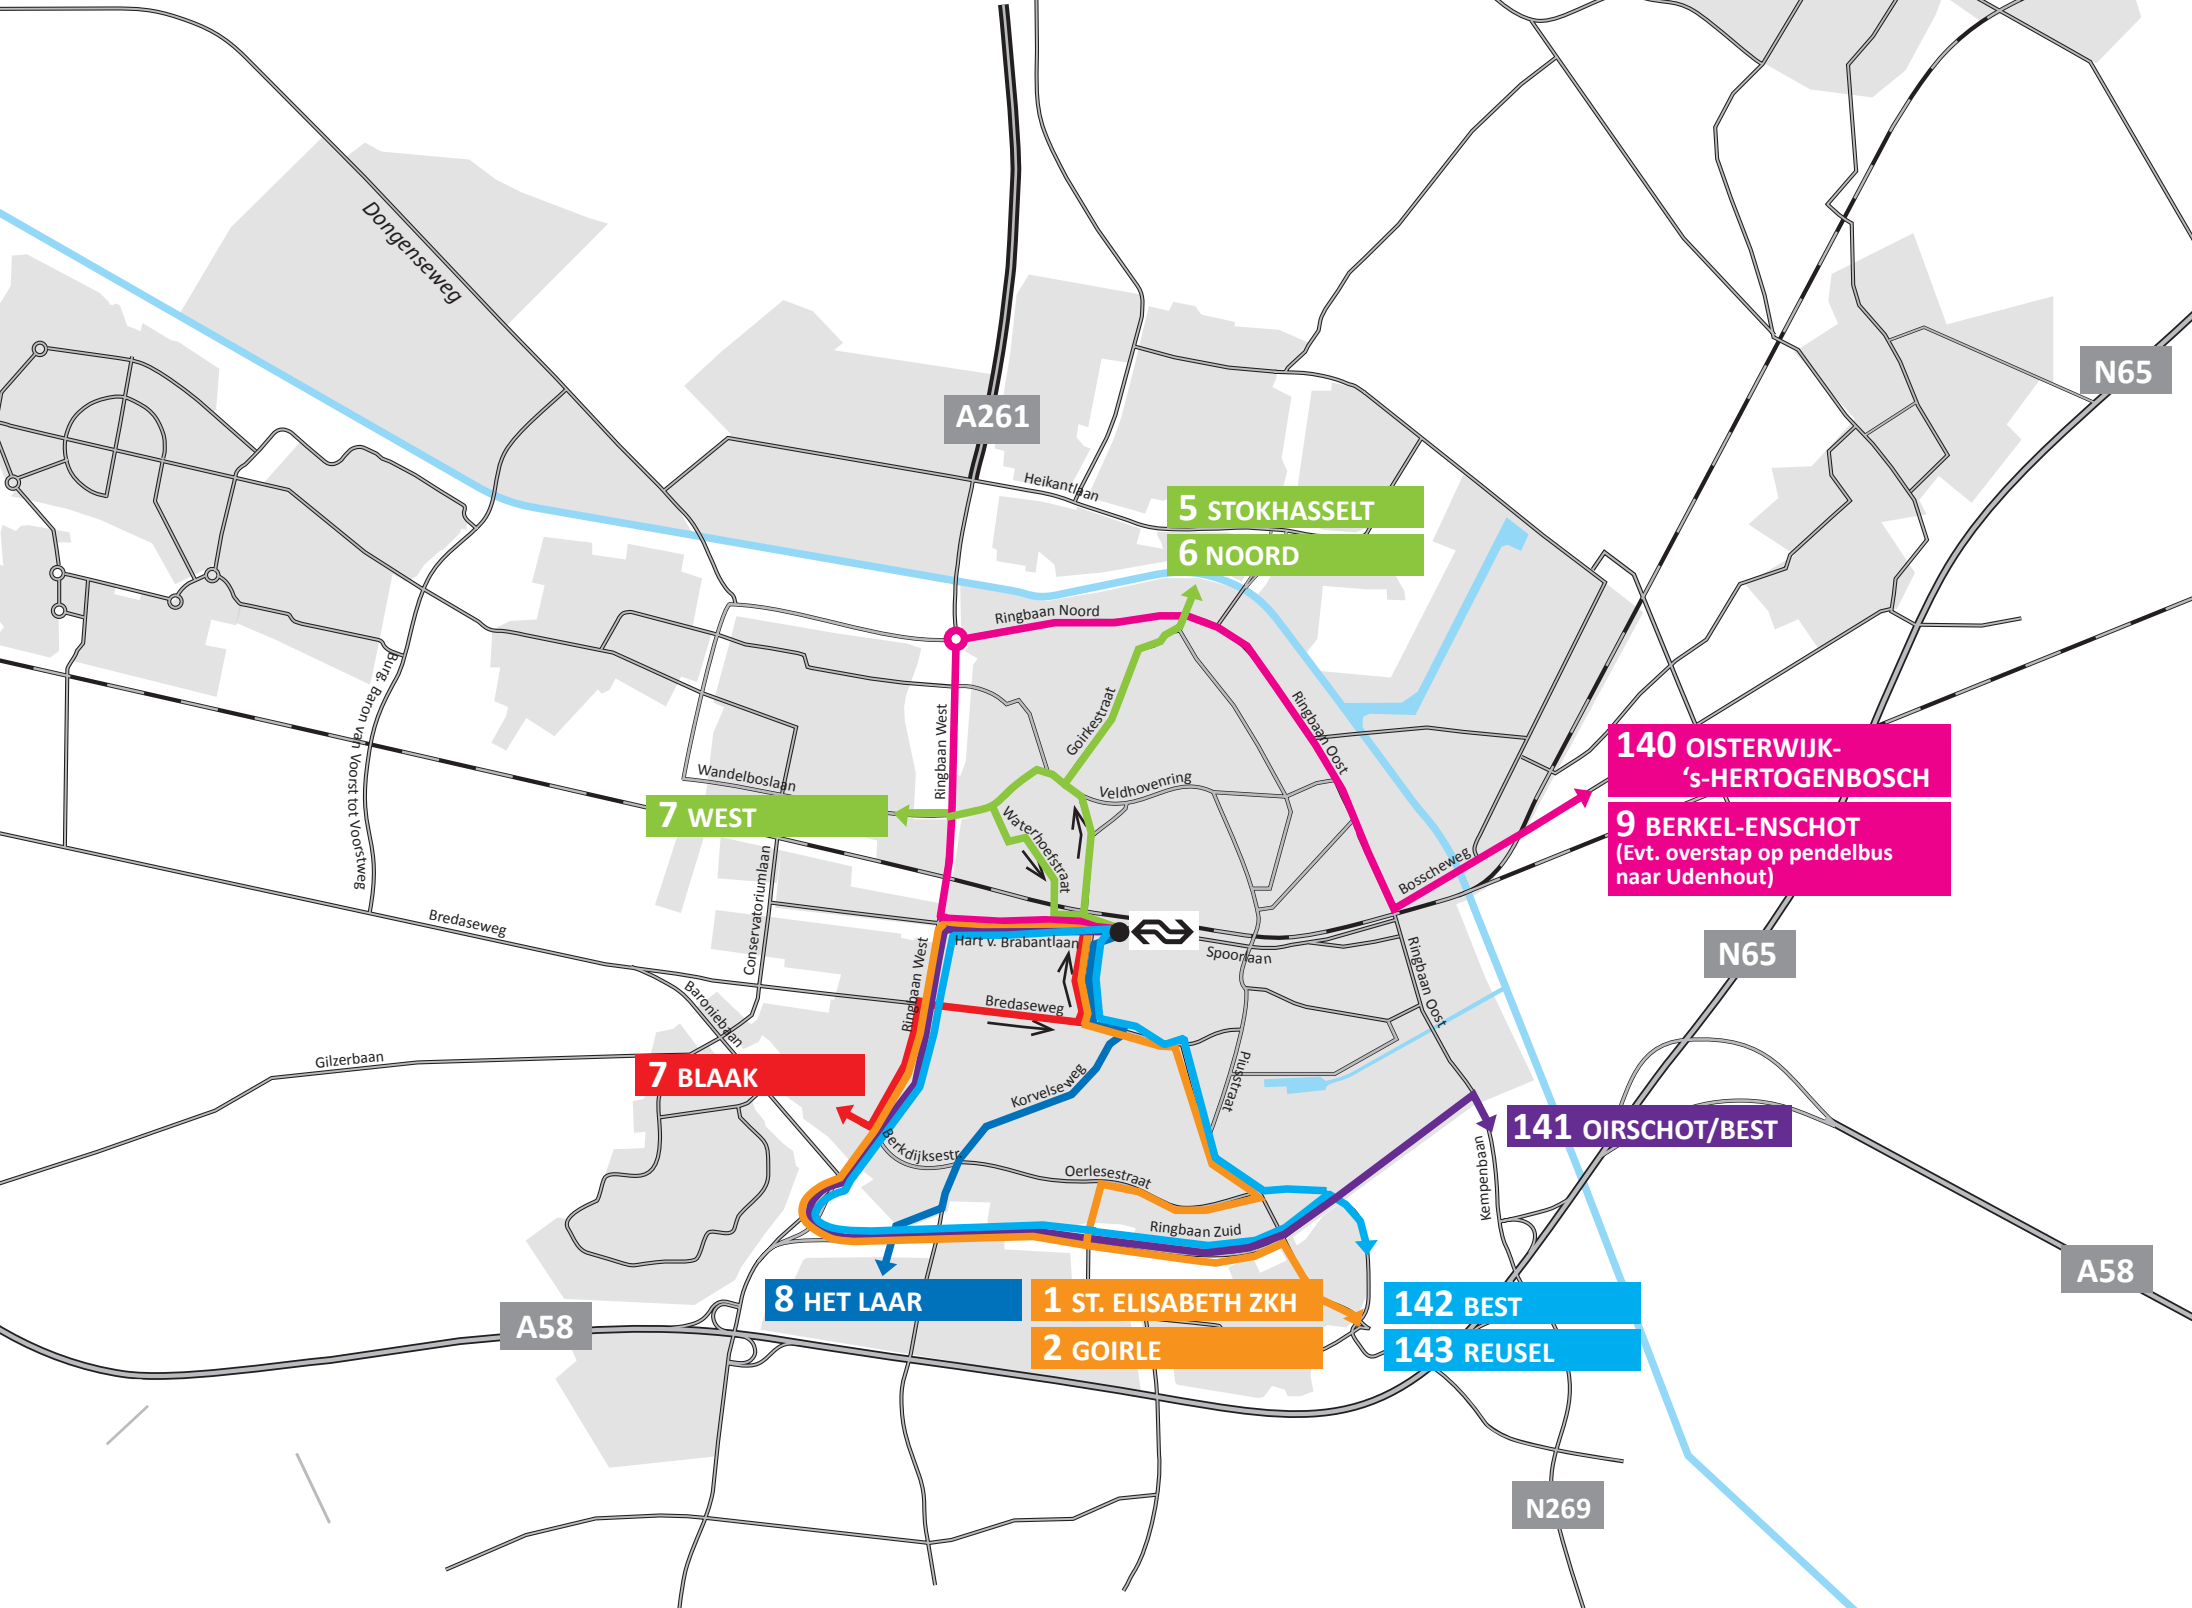 Dongenseweg
N65
A261
Heikantlaan
5 STOKHASSELT
6 NOORD
Ringbaan Noord
Burg. Baron van Voorst tot Voorstweg
Ringbaan West
Goirkestraat
Ringbaan Oost
140 OISTERWIJK-
‘s-HERTOGENBOSCH
Wandelboslaan
Veldhovenring
7 WEST
Waterhoefstraat
9 BERKEL-ENSCHOT
(Evt. overstap op pendelbus
naar Udenhout)
Bosscheweg
Conservatoriumlaan
Bredaseweg
Hart v. Brabantlaan
Spoorlaan
N65
Ringbaan West
Ringbaan Oost
Baroniebaan
Bredaseweg
Gilzerbaan
7 BLAAK
Korvelseweg
Piusstraat
141 OIRSCHOT/BEST
Berkdijksestr.
Oerlesestraat
Kempenbaan
Ringbaan Zuid
A58
8 HET LAAR
1 ST. ELISABETH ZKH
142 BEST
A58
2 GOIRLE
143 REUSEL
N269